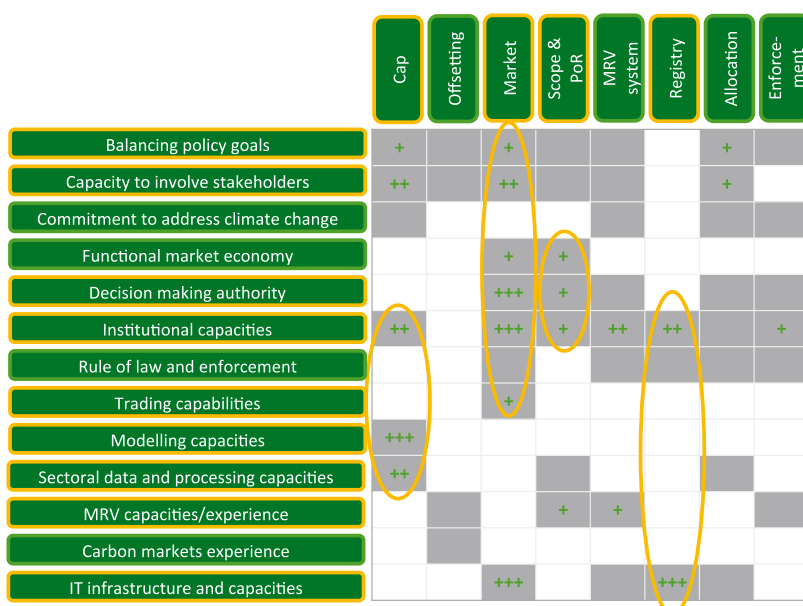 Cap
Offsetting
Market
Scope &
PoR
MRV
system
Registry
Allocation
Enforce-
ment
Balancing policy goals + + +
Capacity to involve stakeholders ++ ++ +
Commitment to address climate change
Functional market economy + +
Decision making authority +++ +
Institutional capacities ++ +++ + ++ ++ +
Rule of law and enforcement
Trading capabilities +
Modelling capacities +++
Sectoral data and processing capacities ++
MRV capacities/experience + +
Carbon markets experience
IT infrastructure and capacities +++ +++